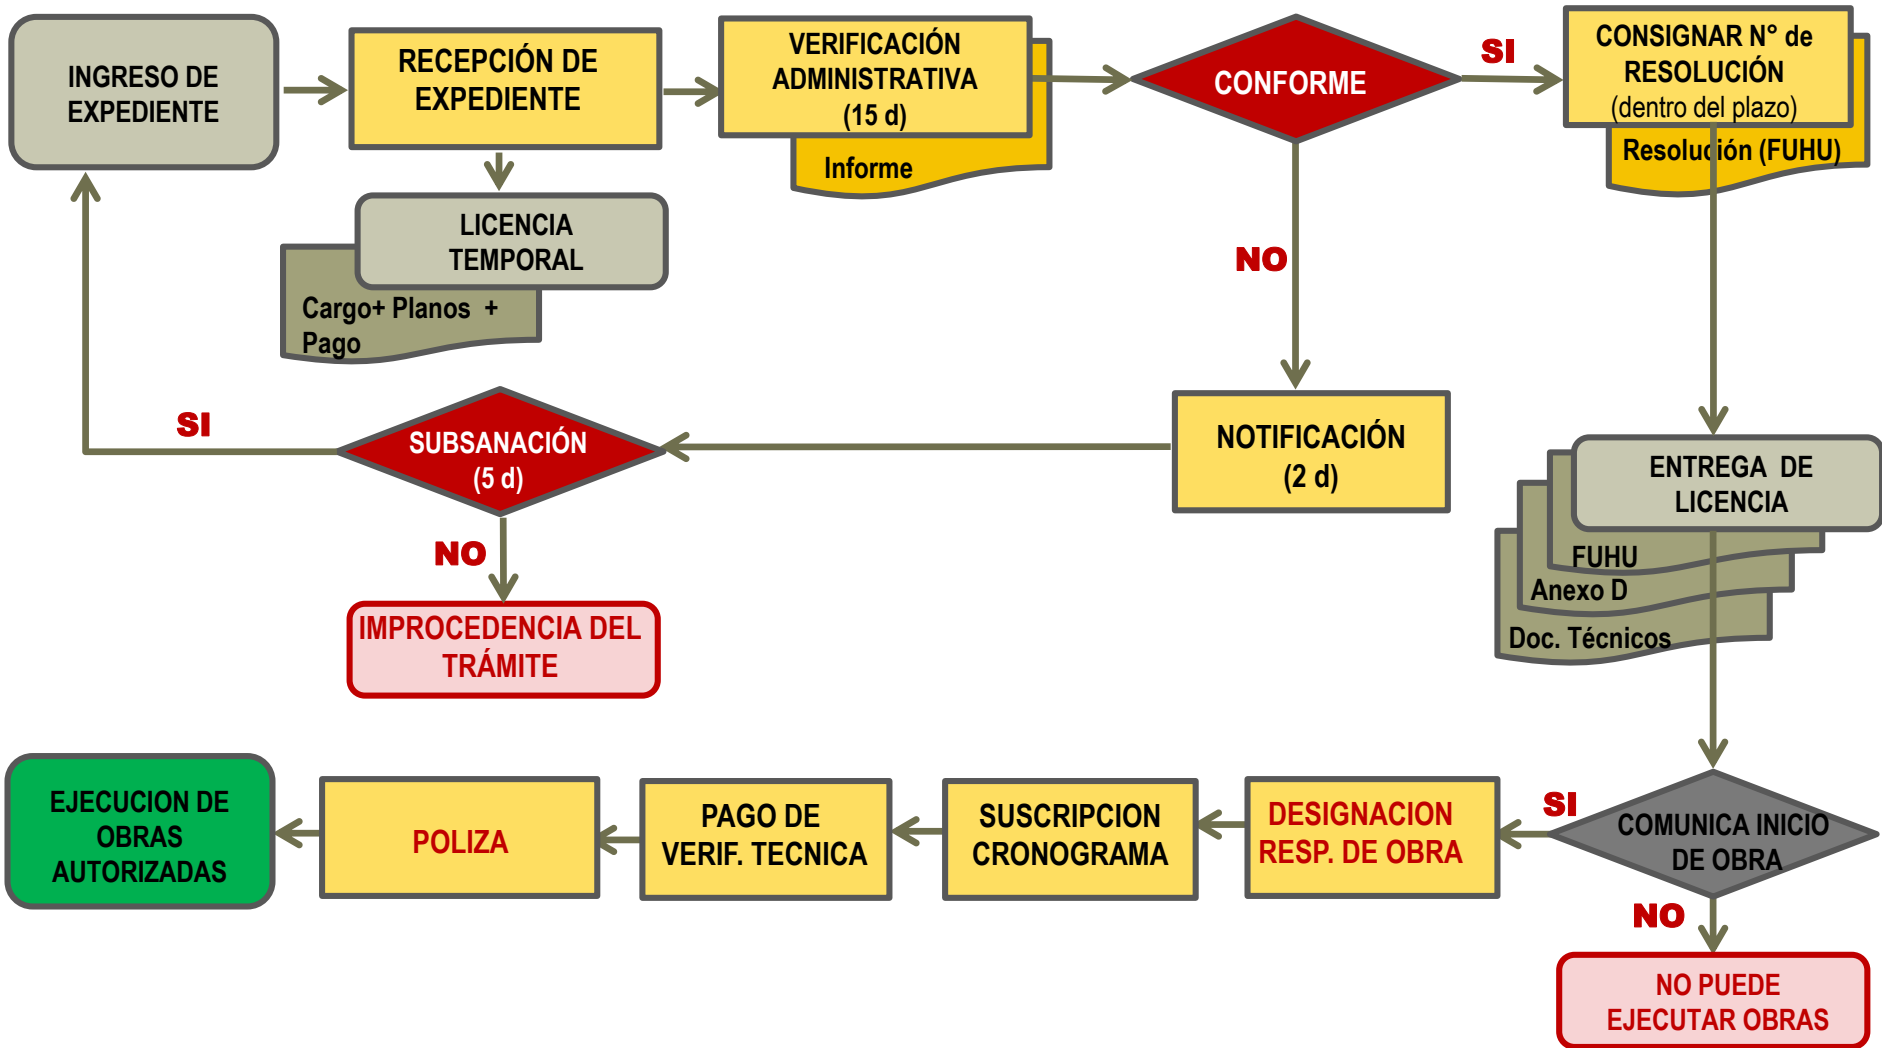 INGRESO DE
EXPEDIENTE
RECEPCIÓN DE
EXPEDIENTE
VERIFICACIÓN
ADMINISTRATIVA
(15 d)
Informe
CONFORME
SI
CONSIGNAR N° de
RESOLUCIÓN
(dentro del plazo)
Resolución (FUHU)
LICENCIA
TEMPORAL
Cargo+ Planos +
Pago
NO
SI
SUBSANACIÓN
(5 d)
NOTIFICACIÓN
(2 d)
ENTREGA DE
LICENCIA
FUHU
Anexo D
Doc. Técnicos
NO
IMPROCEDENCIA DEL
TRÁMITE
EJECUCION DE
OBRAS
AUTORIZADAS
POLIZA
PAGO DE
VERIF. TECNICA
SUSCRIPCION
CRONOGRAMA
DESIGNACION
RESP. DE OBRA
SI
COMUNICA INICIO
DE OBRA
NO
NO PUEDE
EJECUTAR OBRAS